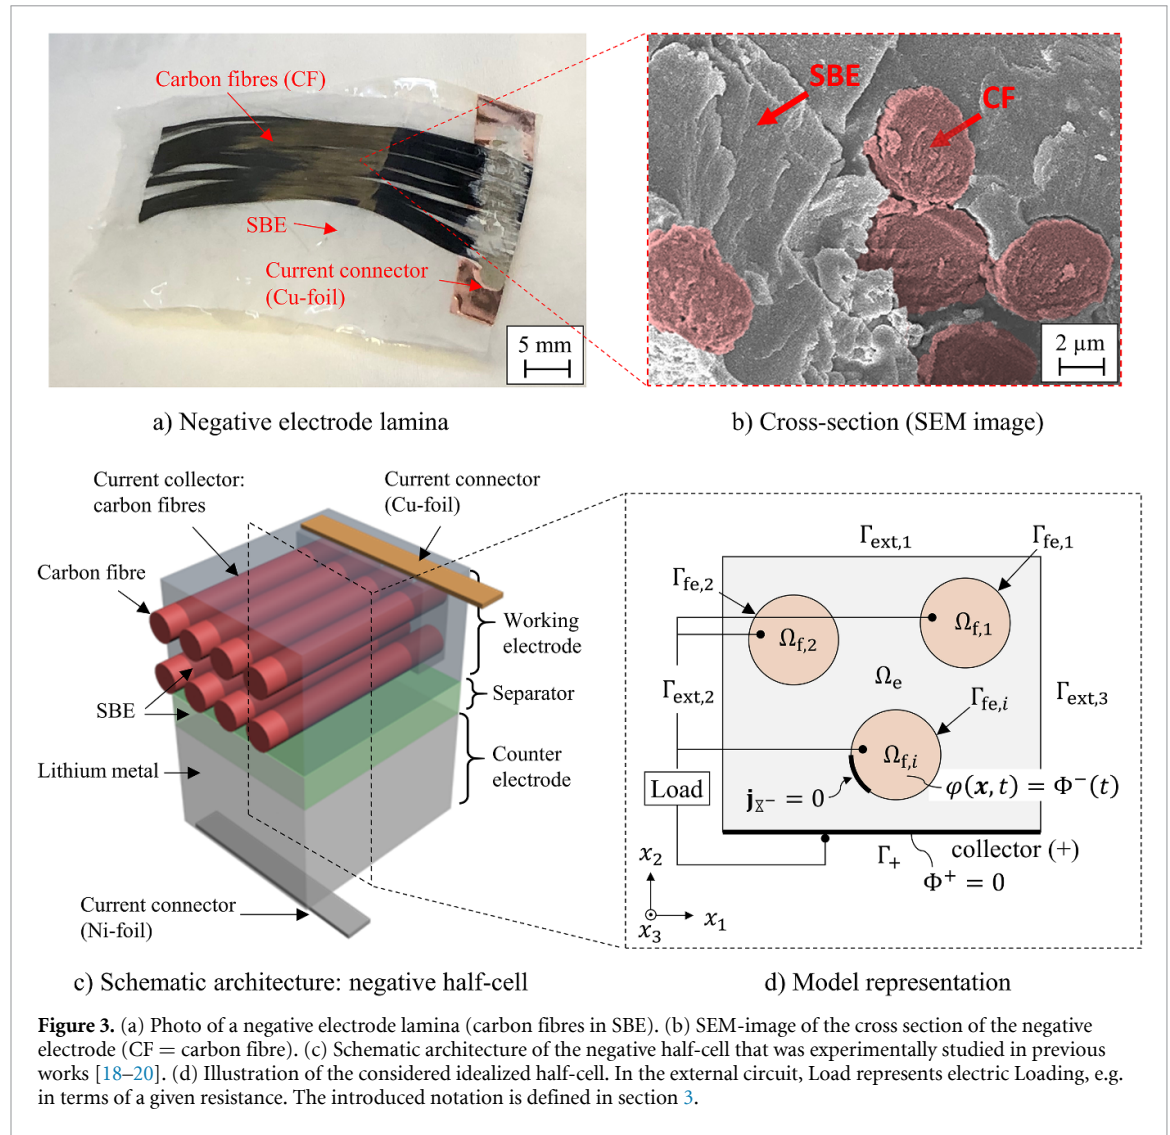 Carbon fibres (CF)
SBE
Current connector
(Cu-foil)
5 mm
SBE
CF
2 µm
a) Negative electrode lamina
b) Cross-section (SEM image)
Current collector:
carbon fibres
Current connector
(Cu-foil)
Carbon fibre
Working
electrode
Separator
SBE
Counter
electrode
Lithium metal
Current connector
(Ni-foil)
Γext,1
Γfe,1
Γfe,2
Ωf,1
Ωf,2
Ωe
Γext,2
Γext,3
Γfe,i
Ωf,i
Load
φ(x, t) = Φ⁻(t)
jX⁻ = 0
collector (+)
Γ+
Φ⁺ = 0
x2
x1
x3
c) Schematic architecture: negative half-cell
d) Model representation
Figure 3. (a) Photo of a negative electrode lamina (carbon fibres in SBE). (b) SEM-image of the cross section of the negative
electrode (CF = carbon fibre). (c) Schematic architecture of the negative half-cell that was experimentally studied in previous
works [18–20]. (d) Illustration of the considered idealized half-cell. In the external circuit, Load represents electric Loading, e.g.
in terms of a given resistance. The introduced notation is defined in section 3.